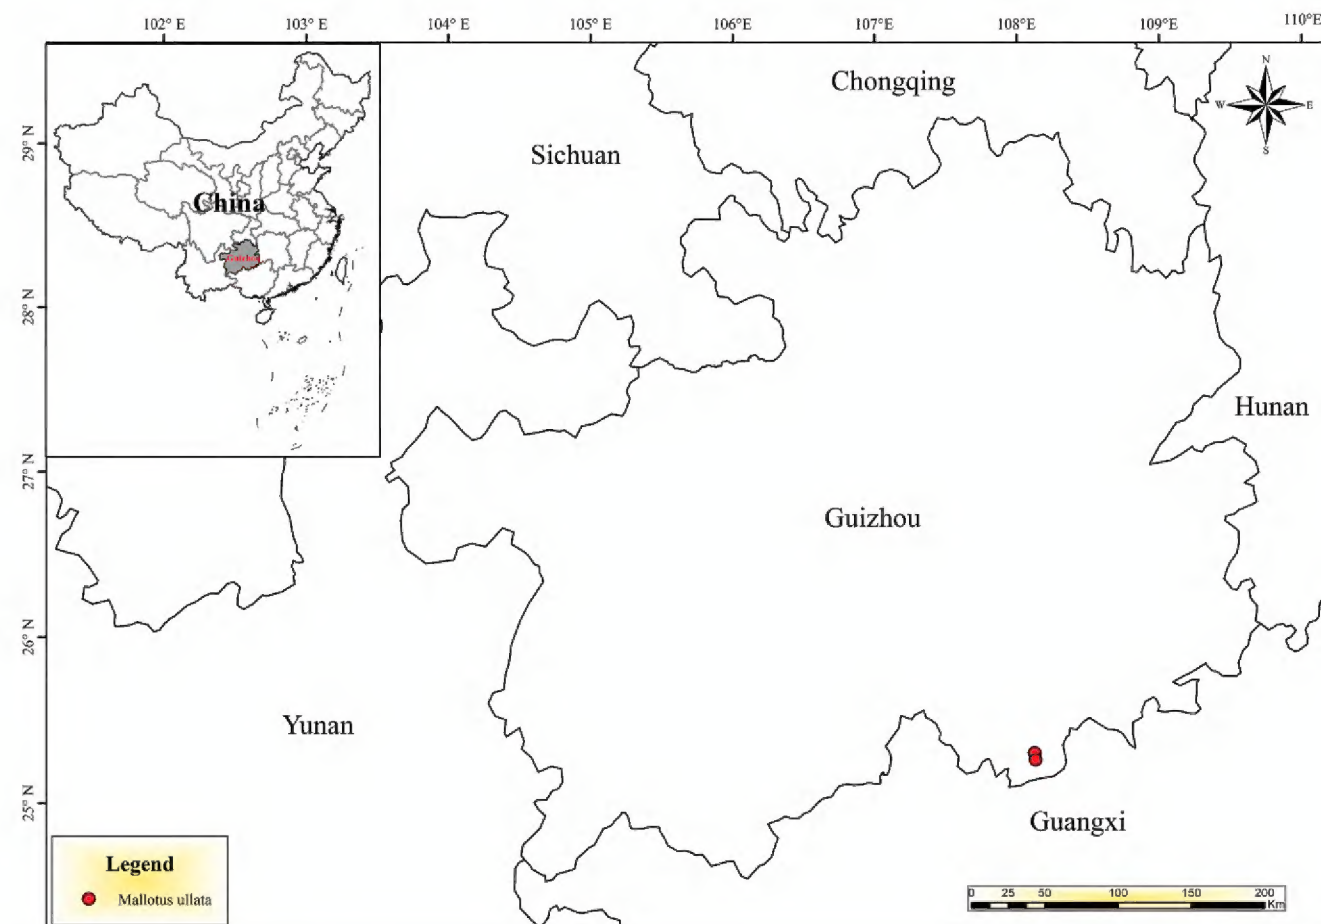 102° E 103° E 104° E 105° E 106° E 107° E 108° E 109° E 110° E
Chongqing
N
W E
S
29° N
Sichuan
China
28° N
Hunan
27° N
Guizhou
26° N
Yunan
25° N
Guangxi
Legend
Mallotus ullata
0 25 50 100 150 200
Km